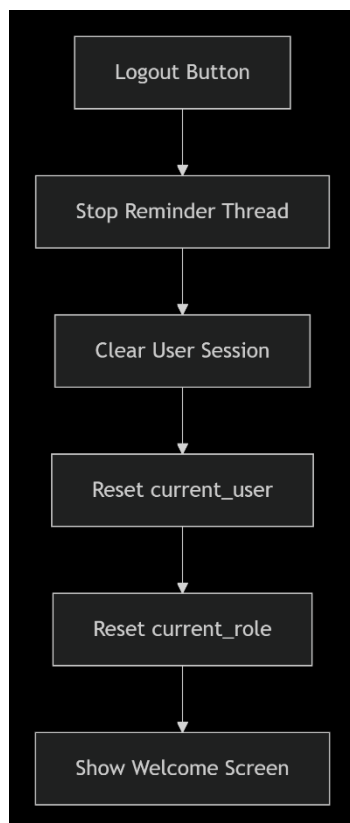 Logout Button
Stop Reminder Thread
Clear User Session
Reset current_user
Reset current_role
Show Welcome Screen